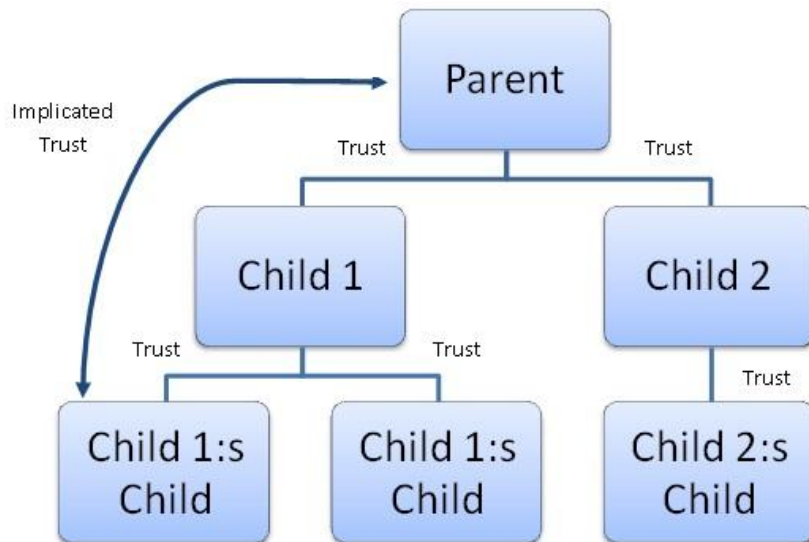 Parent
Implicated
Trust
Trust
Trust
Child 1
Child 2
Trust
Trust
Trust
Child 1:s
Child
Child 1:s
Child
Child 2:s
Child